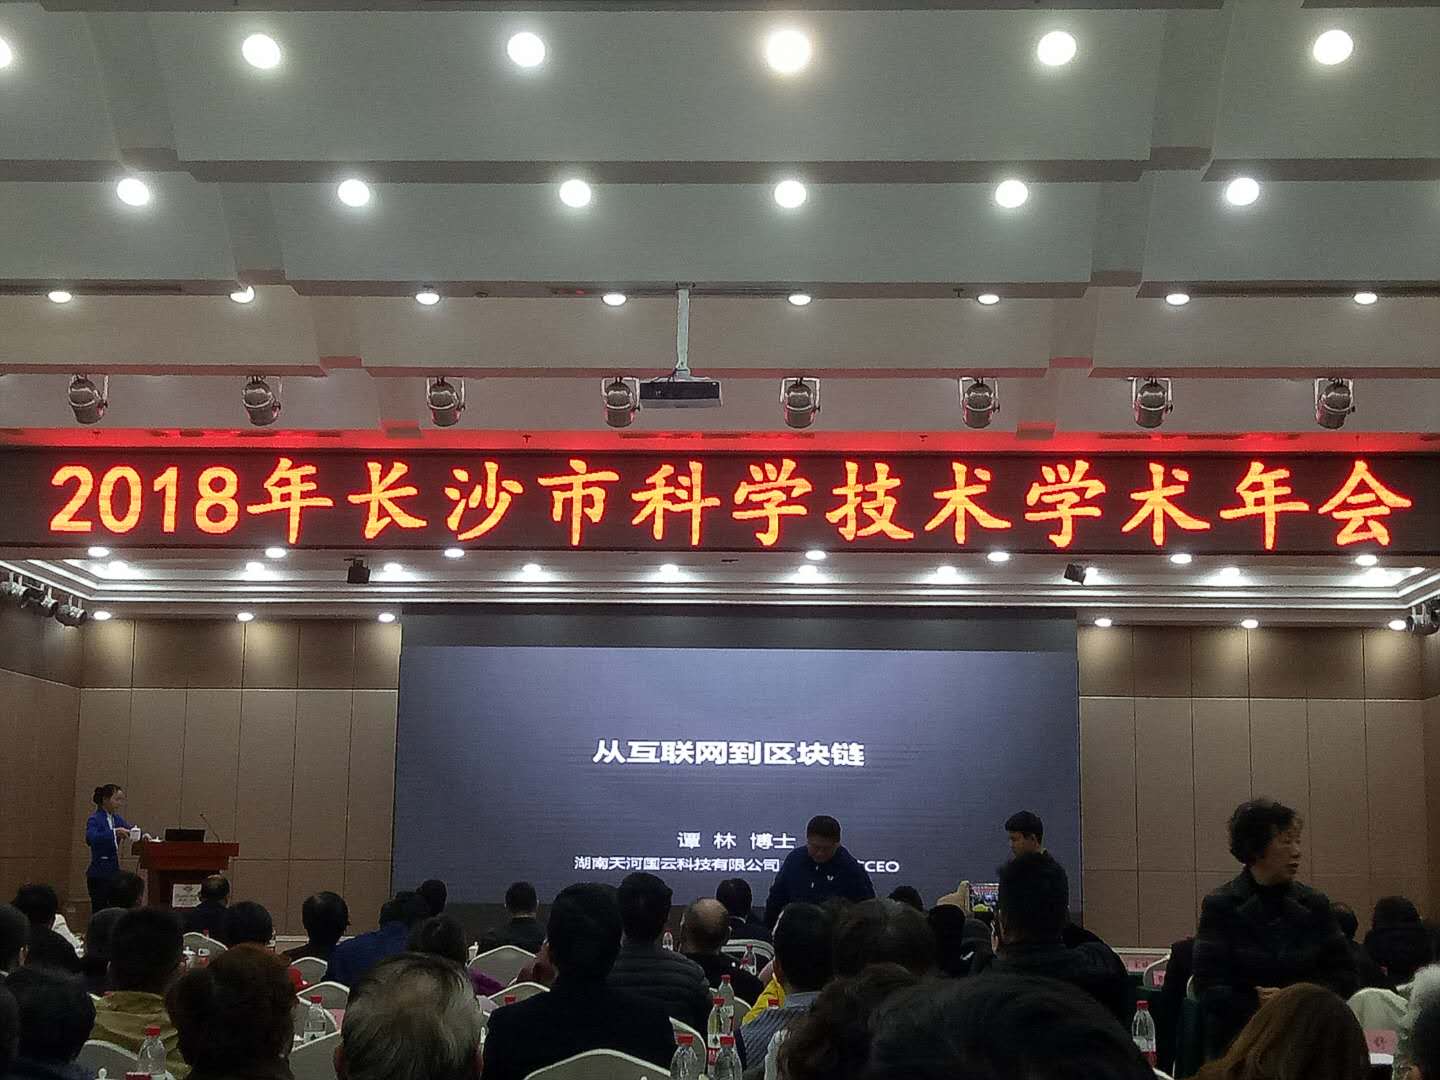 2018年长沙市科学技术学术年会
从互联网到区块链
谭 林 博士
湖南天河国云科技有限公司 CEO